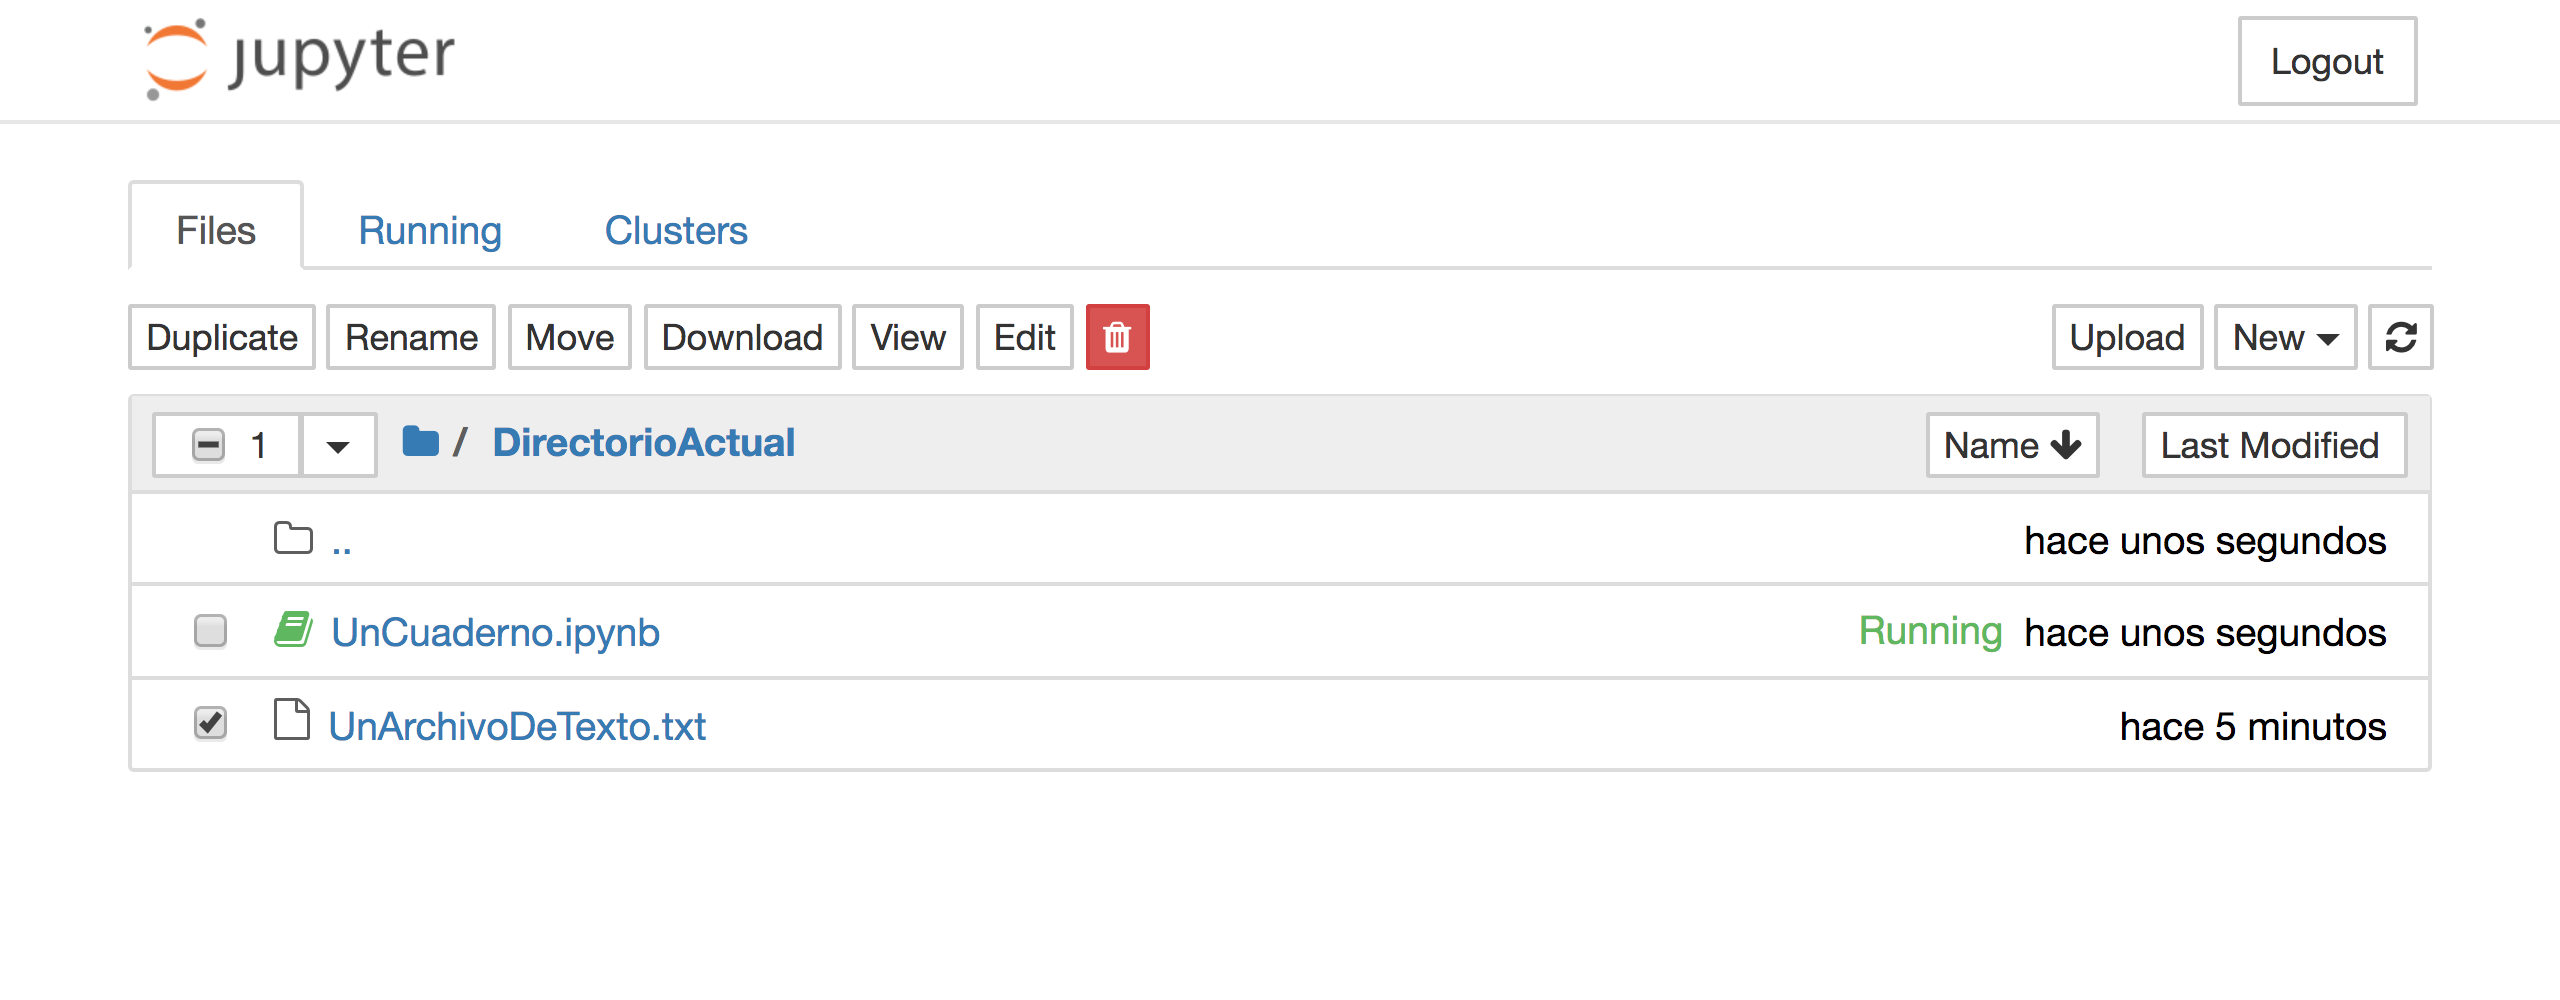 jupyter Logout
Files Running Clusters
Duplicate Rename Move Download View Edit Upload New
1 / DirectorioActual Name Last Modified
.. hace unos segundos
UnCuaderno.ipynb Running hace unos segundos
UnArchivoDeTexto.txt hace 5 minutos